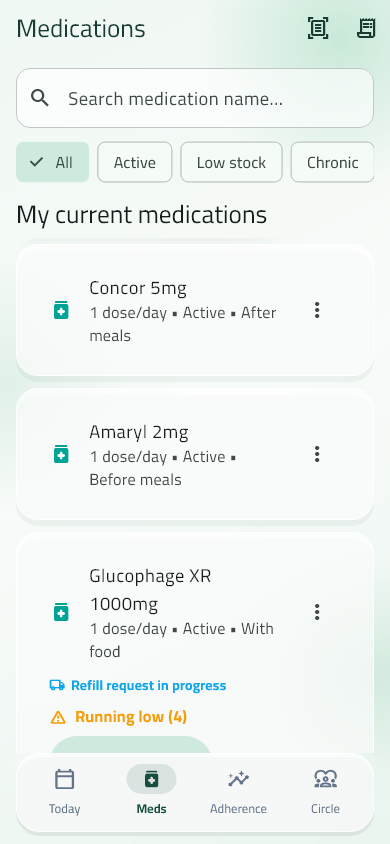 Medications
Search medication name...
All
Active
Low stock
Chronic
My current medications
Concor 5mg
1 dose/day ▪ Active ▪ After
meals
Amaryl 2mg
1 dose/day ▪ Active ▪
Before meals
Glucophage XR
1000mg
1 dose/day ▪ Active ▪ With
food
Refill request in progress
Running low (4)
Today
Meds
Adherence
Circle